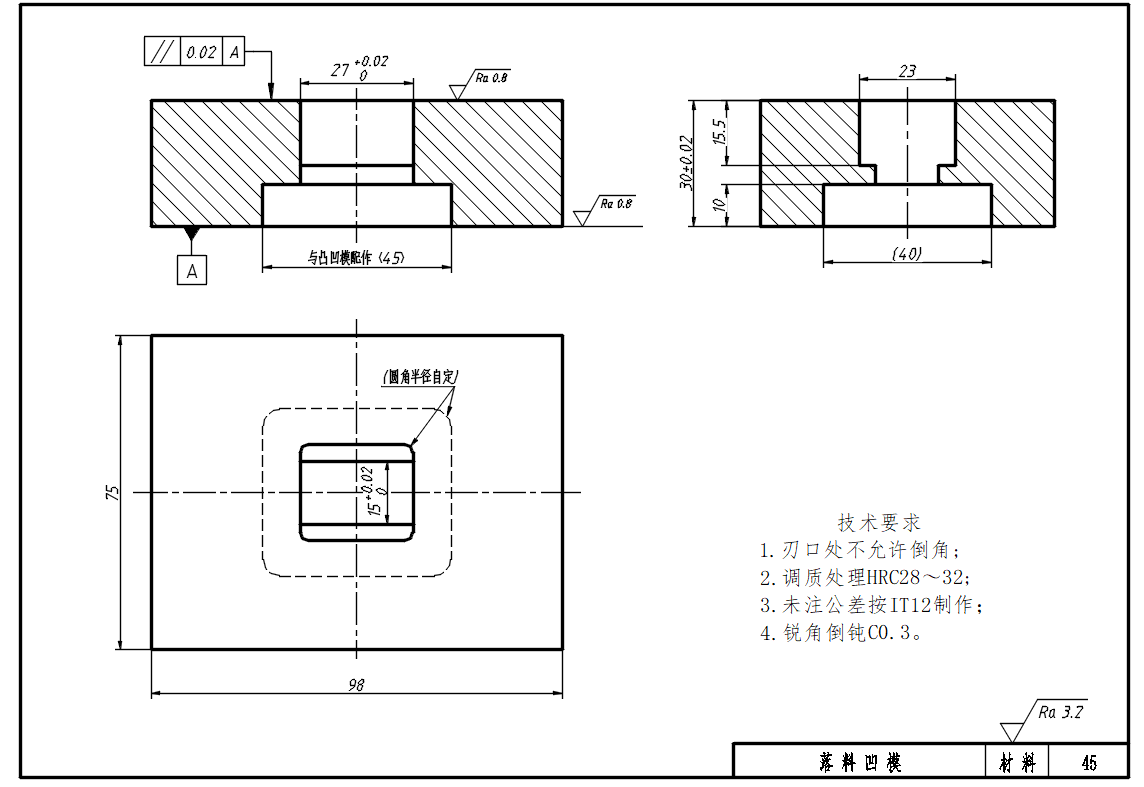 // 0.02 A
27 +0.02 0
Ra 0.8
23
15.5
30±0.02
10
Ra 0.8
A
与凸凹模配作（45）
(40)
(圆角半径自定)
75
15 +0.02 0
98
技术要求
1. 刃口处不允许倒角；
2. 调质处理HRC28～32；
3. 未注公差按IT12制作；
4. 锐角倒钝C0.3。
Ra 3.2
落料凹模 材料 45